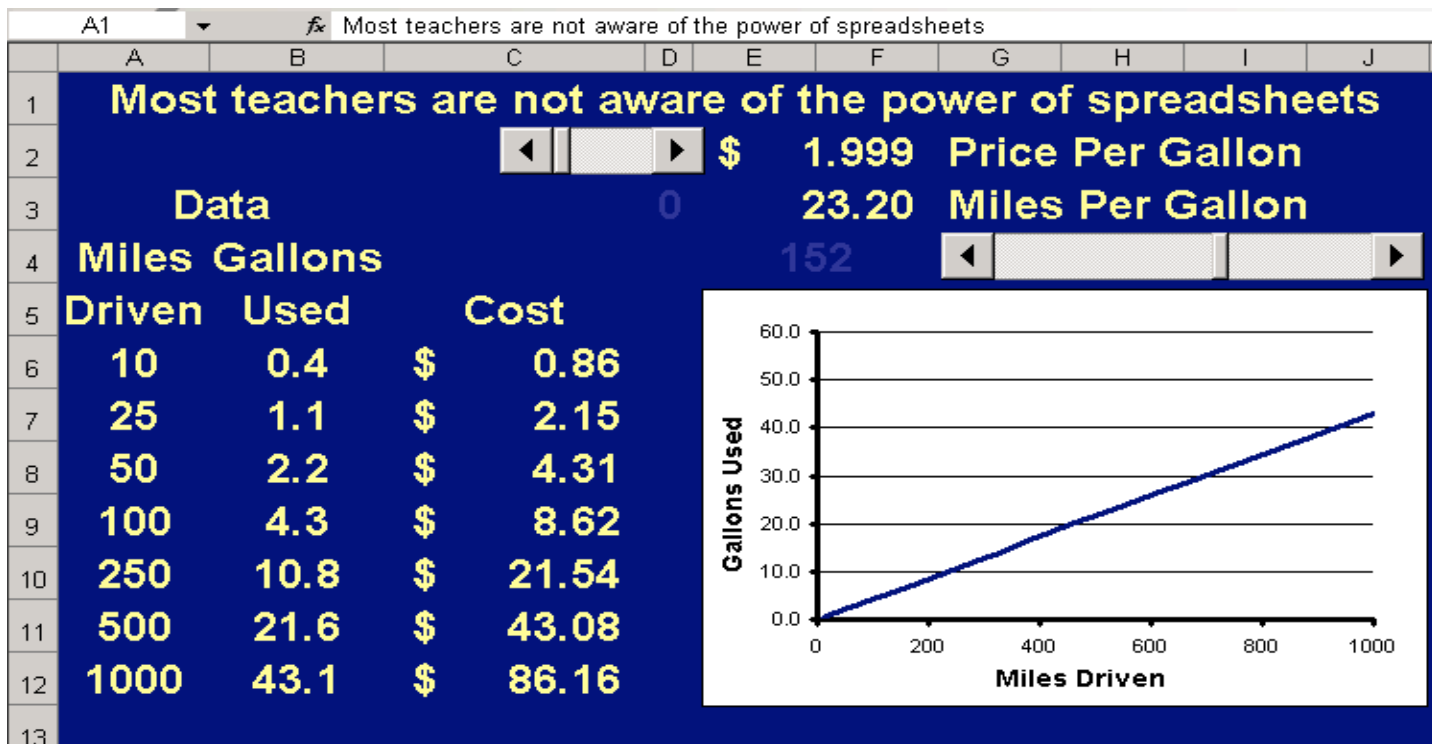 A1 fx Most teachers are not aware of the power of spreadsheets
A B C D E F G H I J
1 Most teachers are not aware of the power of spreadsheets
2 $ 1.999 Price Per Gallon
3 Data 0 23.20 Miles Per Gallon
4 Miles Gallons 152
5 Driven Used Cost
6 10 0.4 $ 0.86
7 25 1.1 $ 2.15
8 50 2.2 $ 4.31
9 100 4.3 $ 8.62
10 250 10.8 $ 21.54
11 500 21.6 $ 43.08
12 1000 43.1 $ 86.16
13
60.0
50.0
40.0
30.0
20.0
10.0
0.0
Gallons Used
0 200 400 600 800 1000
Miles Driven